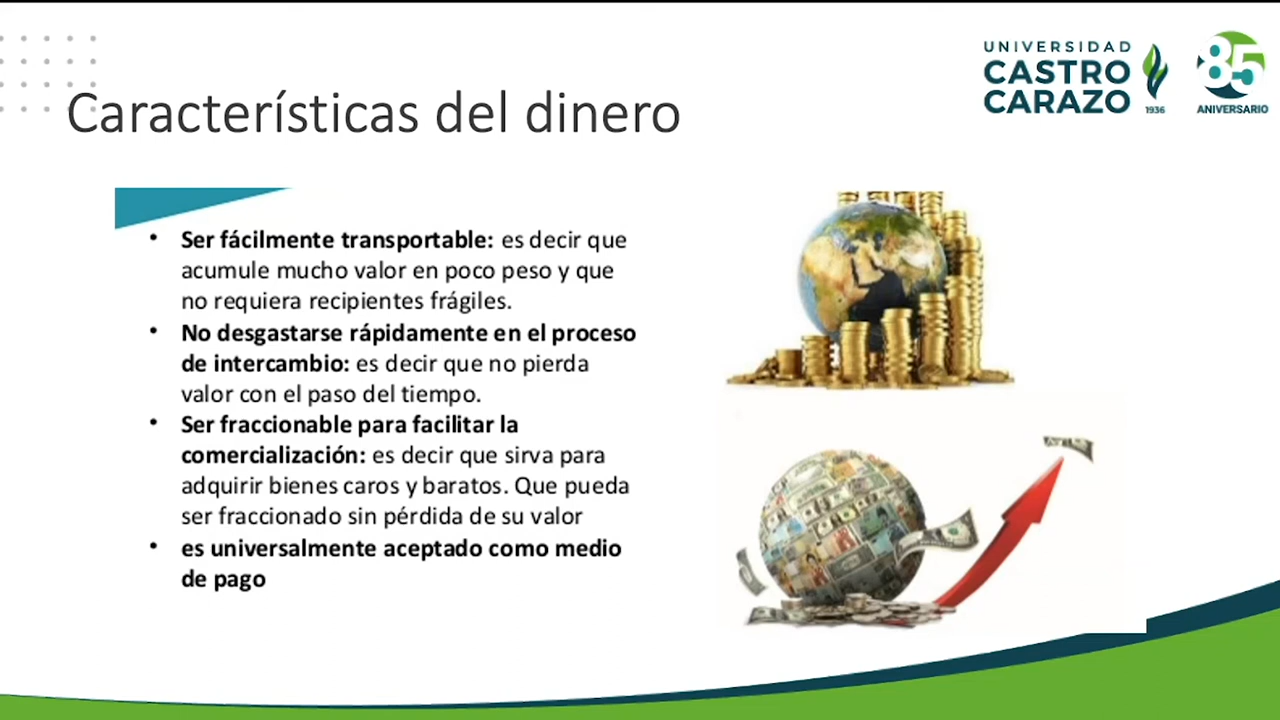 UNIVERSIDAD
CASTRO
CARAZO
1936
85
ANIVERSARIO
Características del dinero
• Ser fácilmente transportable: es decir que
acumule mucho valor en poco peso y que
no requiera recipientes frágiles.
• No desgastarse rápidamente en el proceso
de intercambio: es decir que no pierda
valor con el paso del tiempo.
• Ser fraccionable para facilitar la
comercialización: es decir que sirva para
adquirir bienes caros y baratos. Que pueda
ser fraccionado sin pérdida de su valor
• es universalmente aceptado como medio
de pago